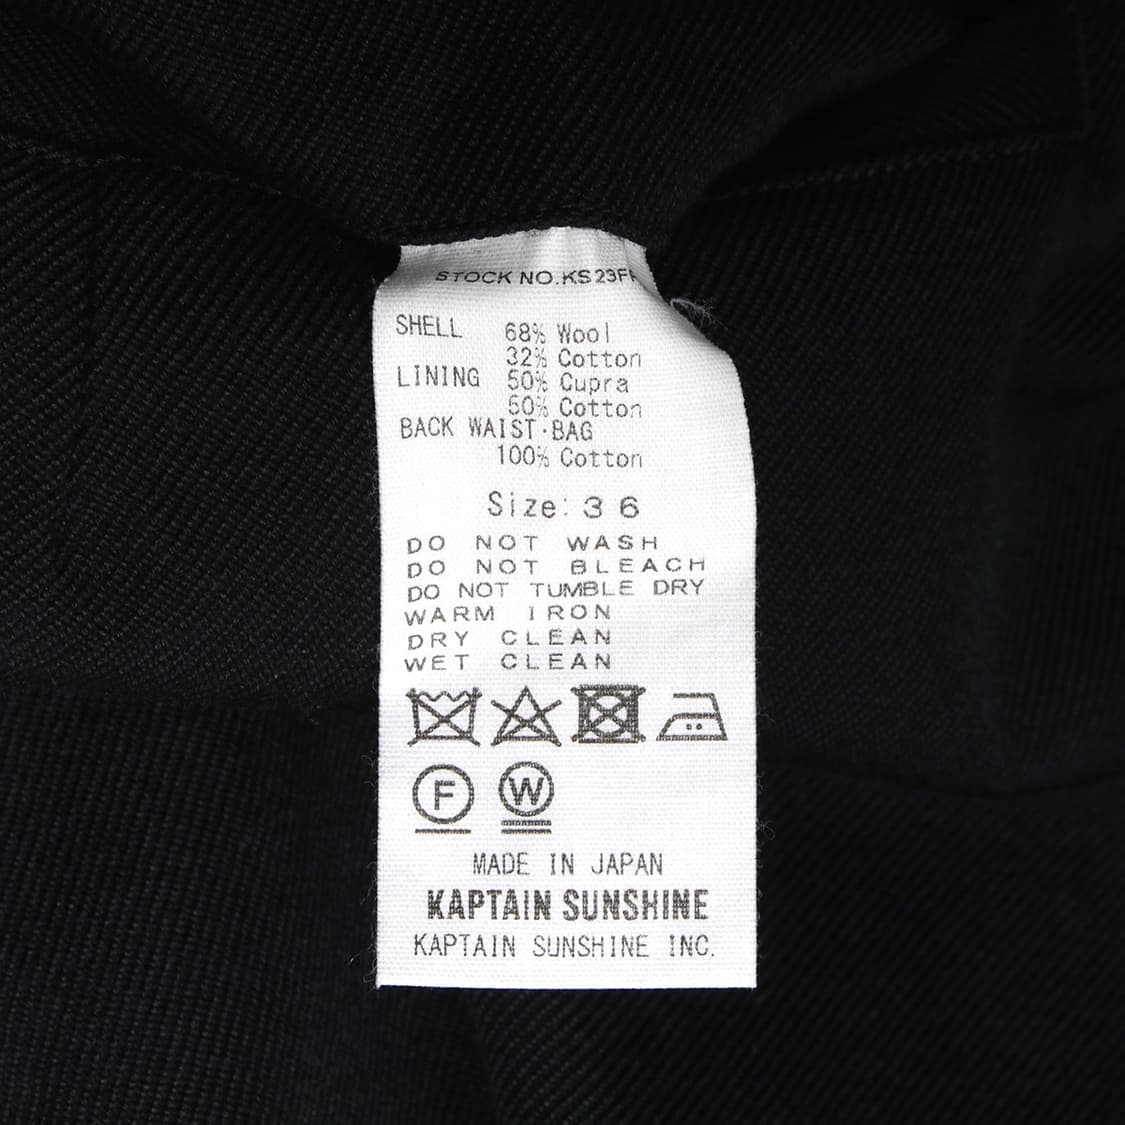 STOCK NO.KS23F
SHELL 68% Wool
32% Cotton
LINING 50% Cupra
50% Cotton
BACK WAIST·BAG
100% Cotton
Size: 36
DO NOT WASH
DO NOT BLEACH
DO NOT TUMBLE DRY
WARM IRON
DRY CLEAN
WET CLEAN
F W
MADE IN JAPAN
KAPTAIN SUNSHINE
KAPTAIN SUNSHINE INC.